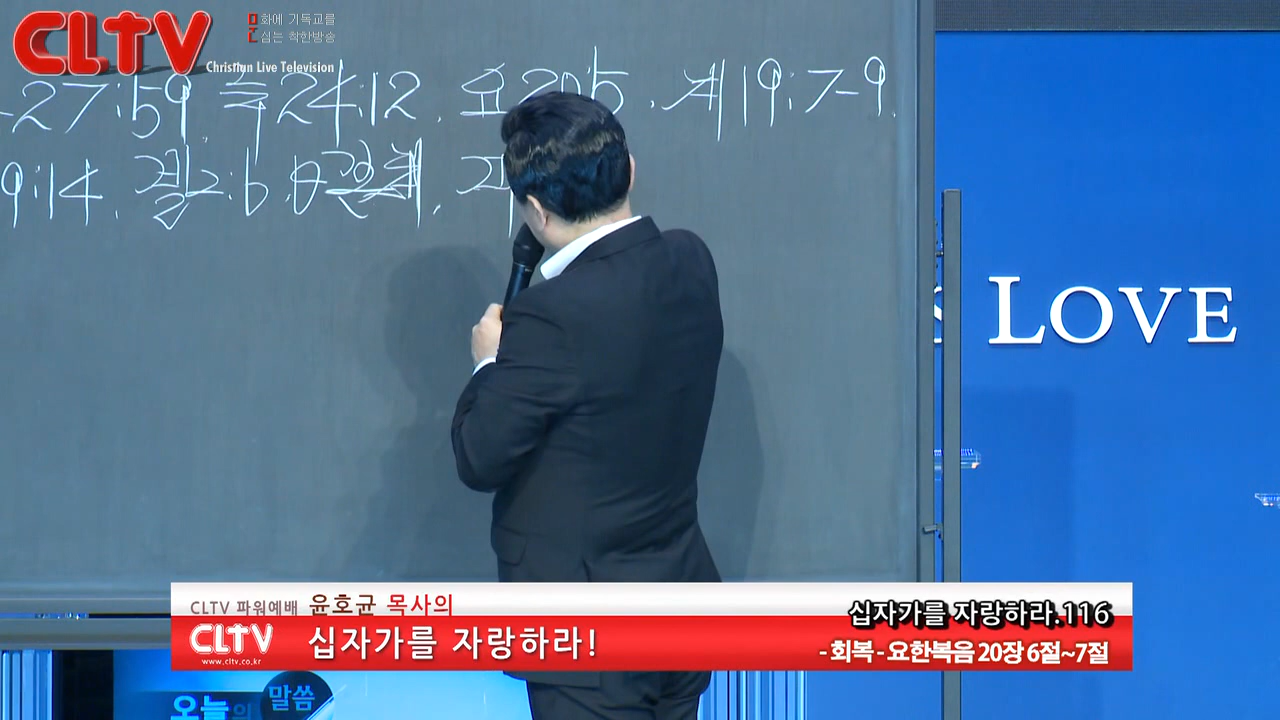 CLTV
문화에 기독교를
심는 착한방송
Christian Live Television
-27:59. 눅24:12. 요20:5. 계19:7-9.
9:14. 겔2:6.
LOVE
CLTV 파워예배 윤호균 목사의
CLTV 십자가를 자랑하라!
www.cltv.co.kr
십자가를 자랑하라.116
- 회복 - 요한복음 20장 6절~7절
오늘의 말씀